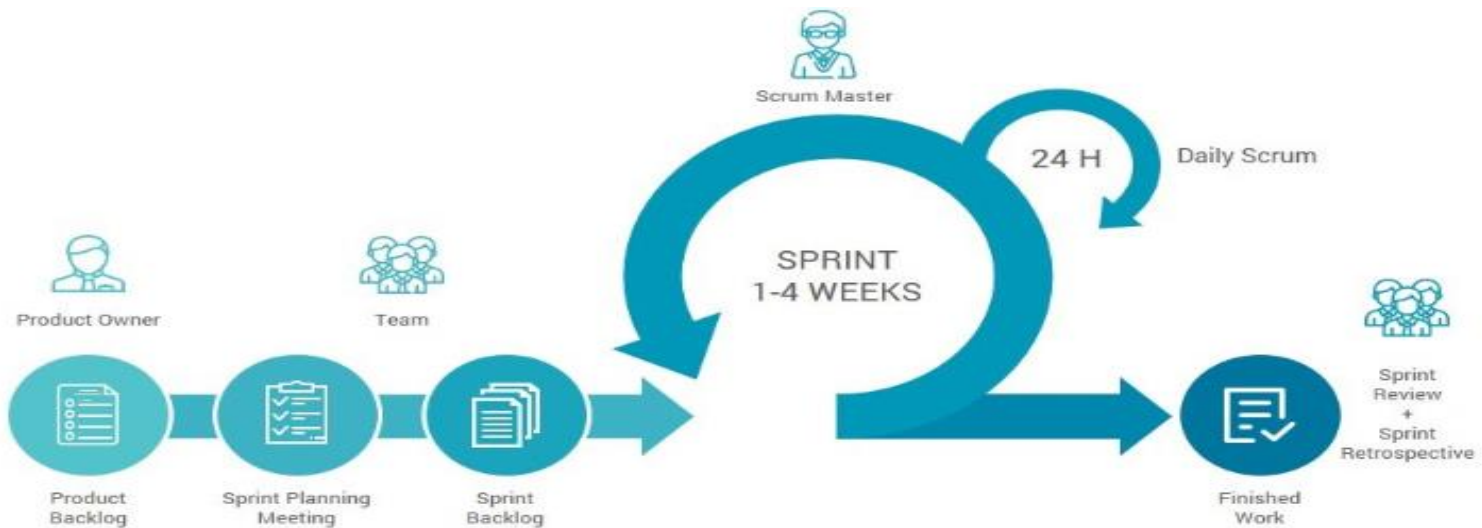 Scrum Master
24 H
Daily Scrum
SPRINT
1-4 WEEKS
Product Owner
Team
Sprint
Review
+
Sprint
Retrospective
Product
Backlog
Sprint Planning
Meeting
Sprint
Backlog
Finished
Work